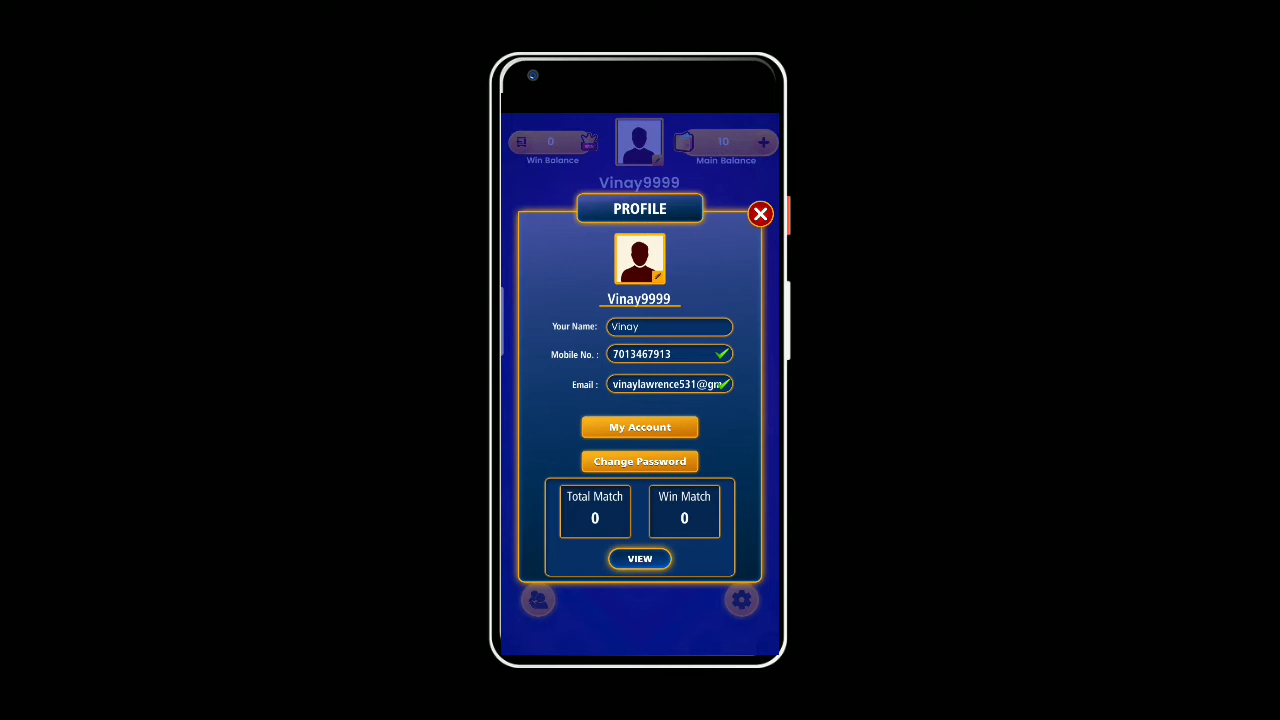 0
10
Win Balance
Main Balance
Vinay9999
PROFILE
Vinay9999
Your Name: Vinay
Mobile No. : 7013467913
Email : vinaylawrence531@gm
My Account
Change Password
Total Match
Win Match
0
0
VIEW